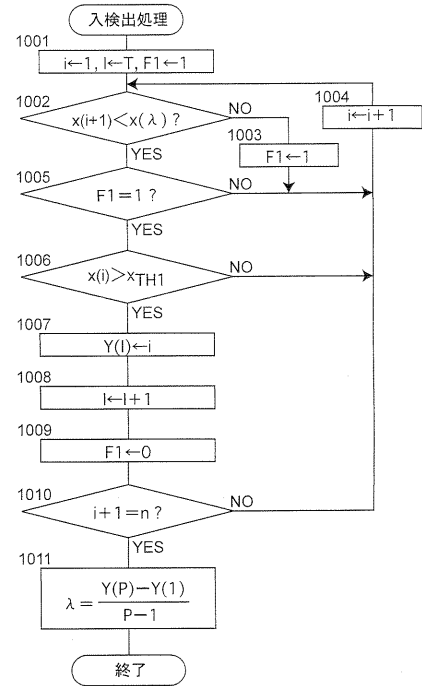 入検出処理
1001
i←1, I←T, F1←1
1002
x(i+1)<x(λ)?
NO
1004
i←i+1
1003
F1←1
YES
1005
F1=1?
NO
YES
1006
x(i)>xTH1
NO
YES
1007
Y(I)←i
1008
I←I+1
1009
F1←0
1010
i+1=n?
NO
YES
1011
λ=Y(P)-Y(1)/P-1
終了